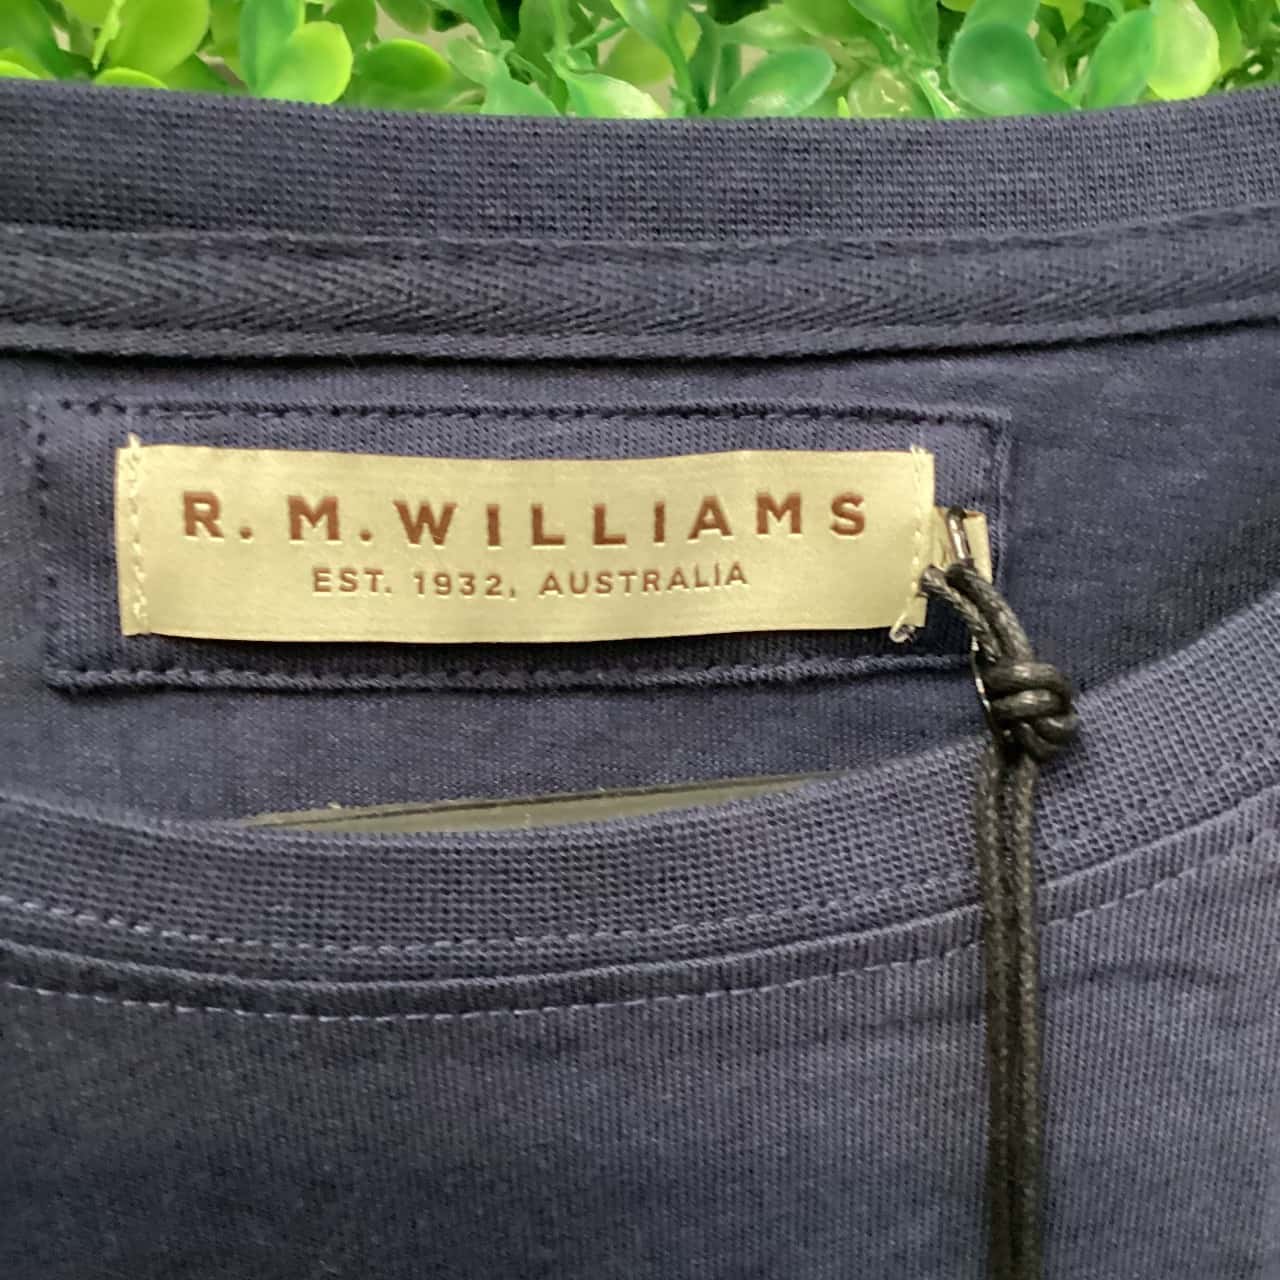 R. M. WILLIAMS
EST. 1932, AUSTRALIA